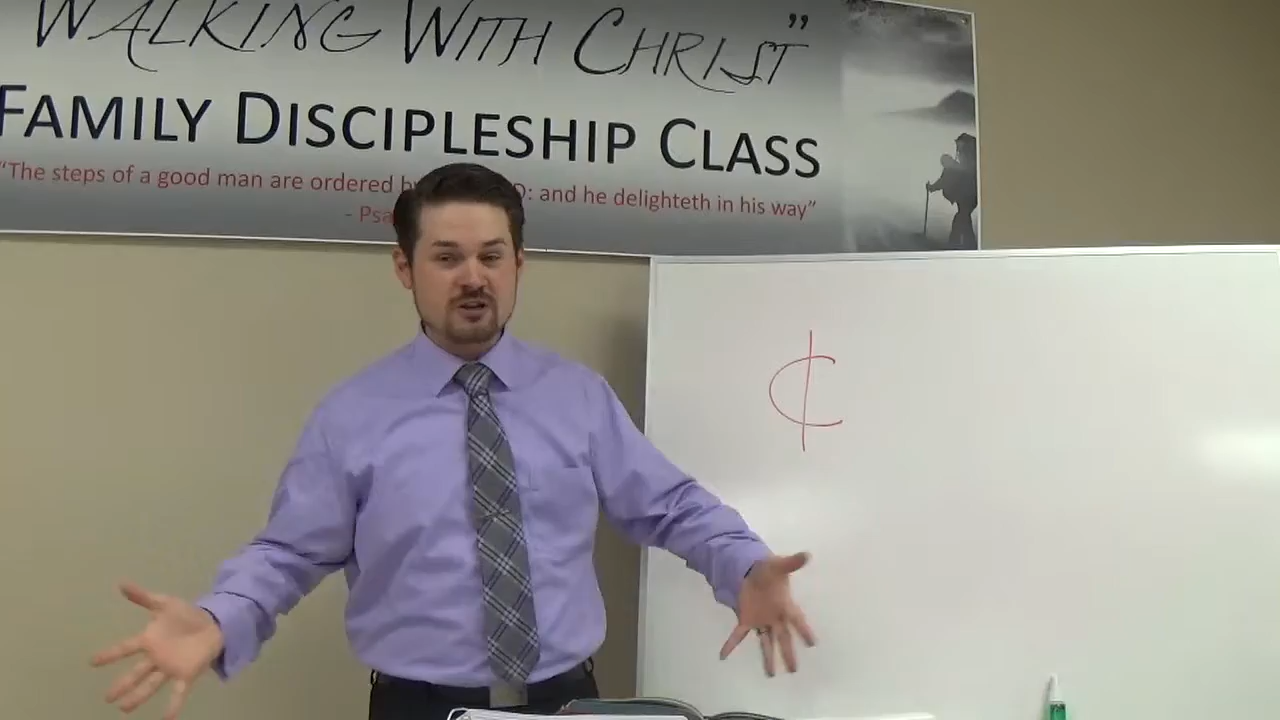 WALKING WITH CHRIST”
FAMILY DISCIPLESHIP CLASS
“The steps of a good man are ordered : and he delighteth in his way”
-
¢